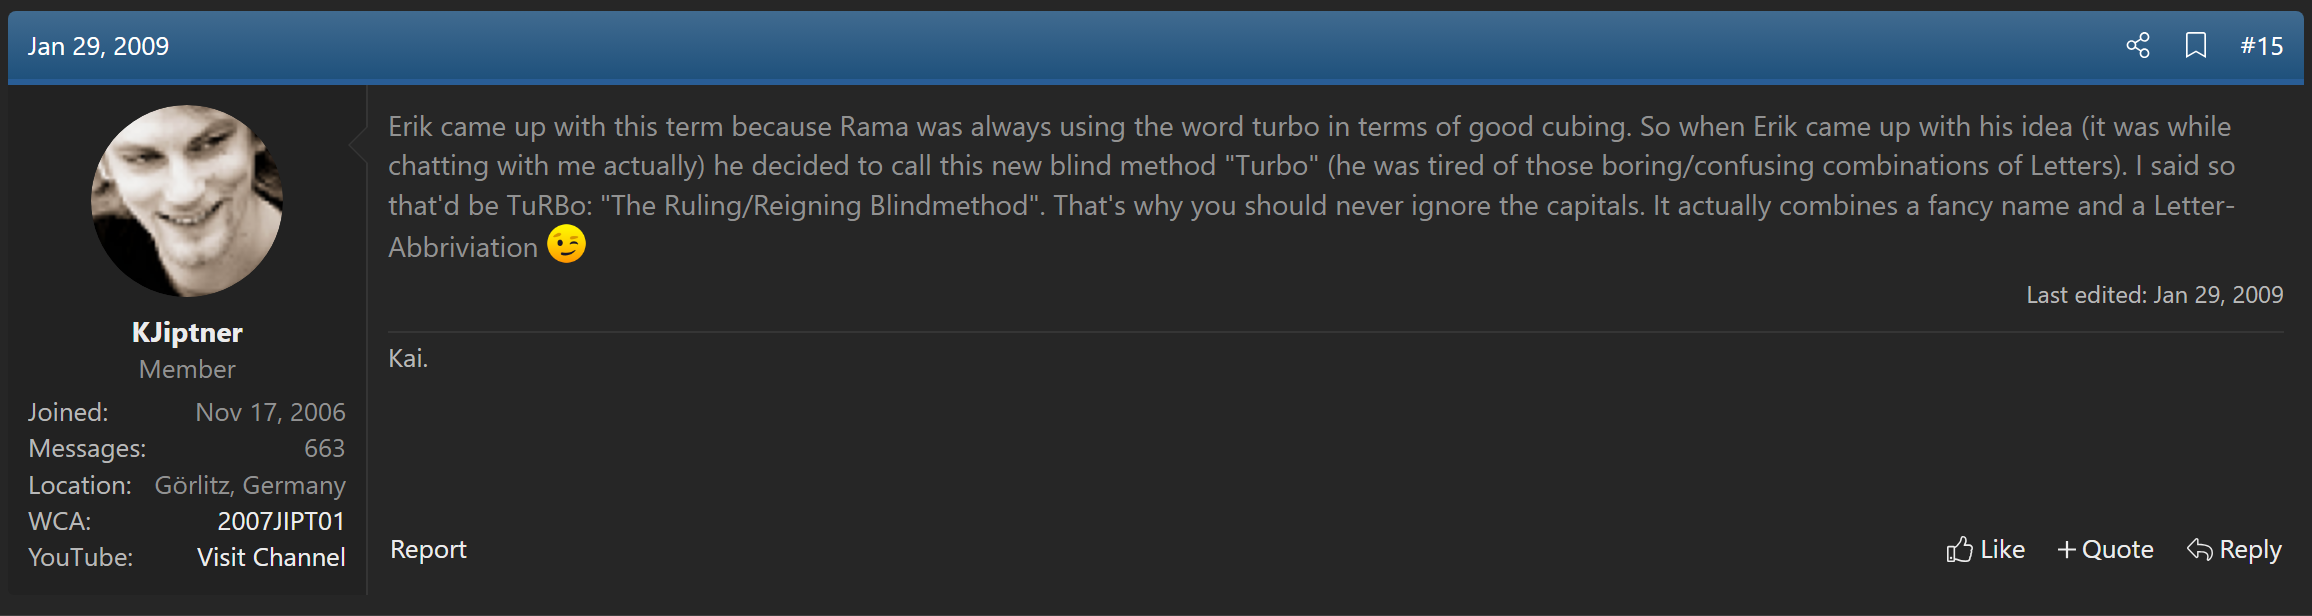 Jan 29, 2009
#15
Erik came up with this term because Rama was always using the word turbo in terms of good cubing. So when Erik came up with his idea (it was while
chatting with me actually) he decided to call this new blind method "Turbo" (he was tired of those boring/confusing combinations of Letters). I said so
that'd be TuRBo: "The Ruling/Reigning Blindmethod". That's why you should never ignore the capitals. It actually combines a fancy name and a Letter-
Abbriviation
Last edited: Jan 29, 2009
Kai.
KJiptner
Member
Joined: Nov 17, 2006
Messages: 663
Location: Görlitz, Germany
WCA: 2007JIPT01
YouTube: Visit Channel
Report
Like
Quote
Reply